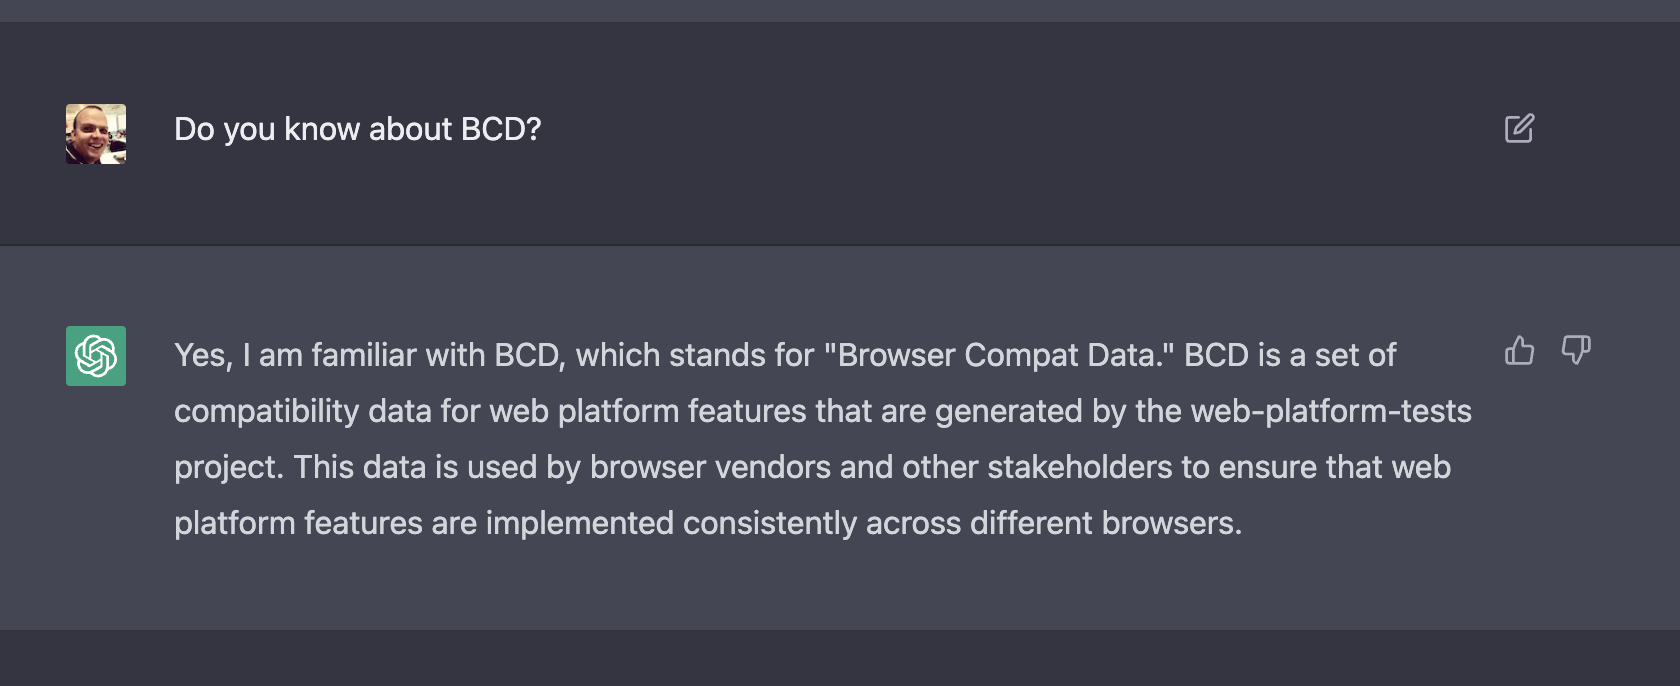 Do you know about BCD?
Yes, I am familiar with BCD, which stands for "Browser Compat Data." BCD is a set of
compatibility data for web platform features that are generated by the web-platform-tests
project. This data is used by browser vendors and other stakeholders to ensure that web
platform features are implemented consistently across different browsers.